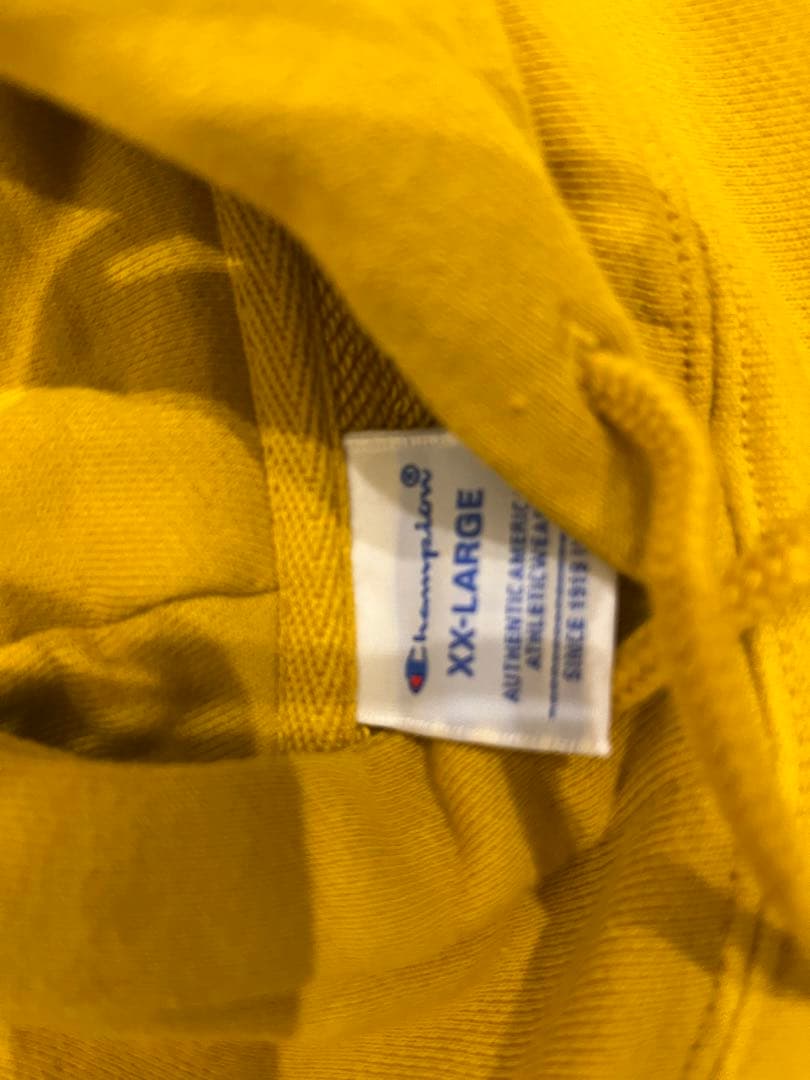 Champion®
XX-LARGE
AUTHENTIC AMERIC
ATHLETICWEA
SINCE 1919